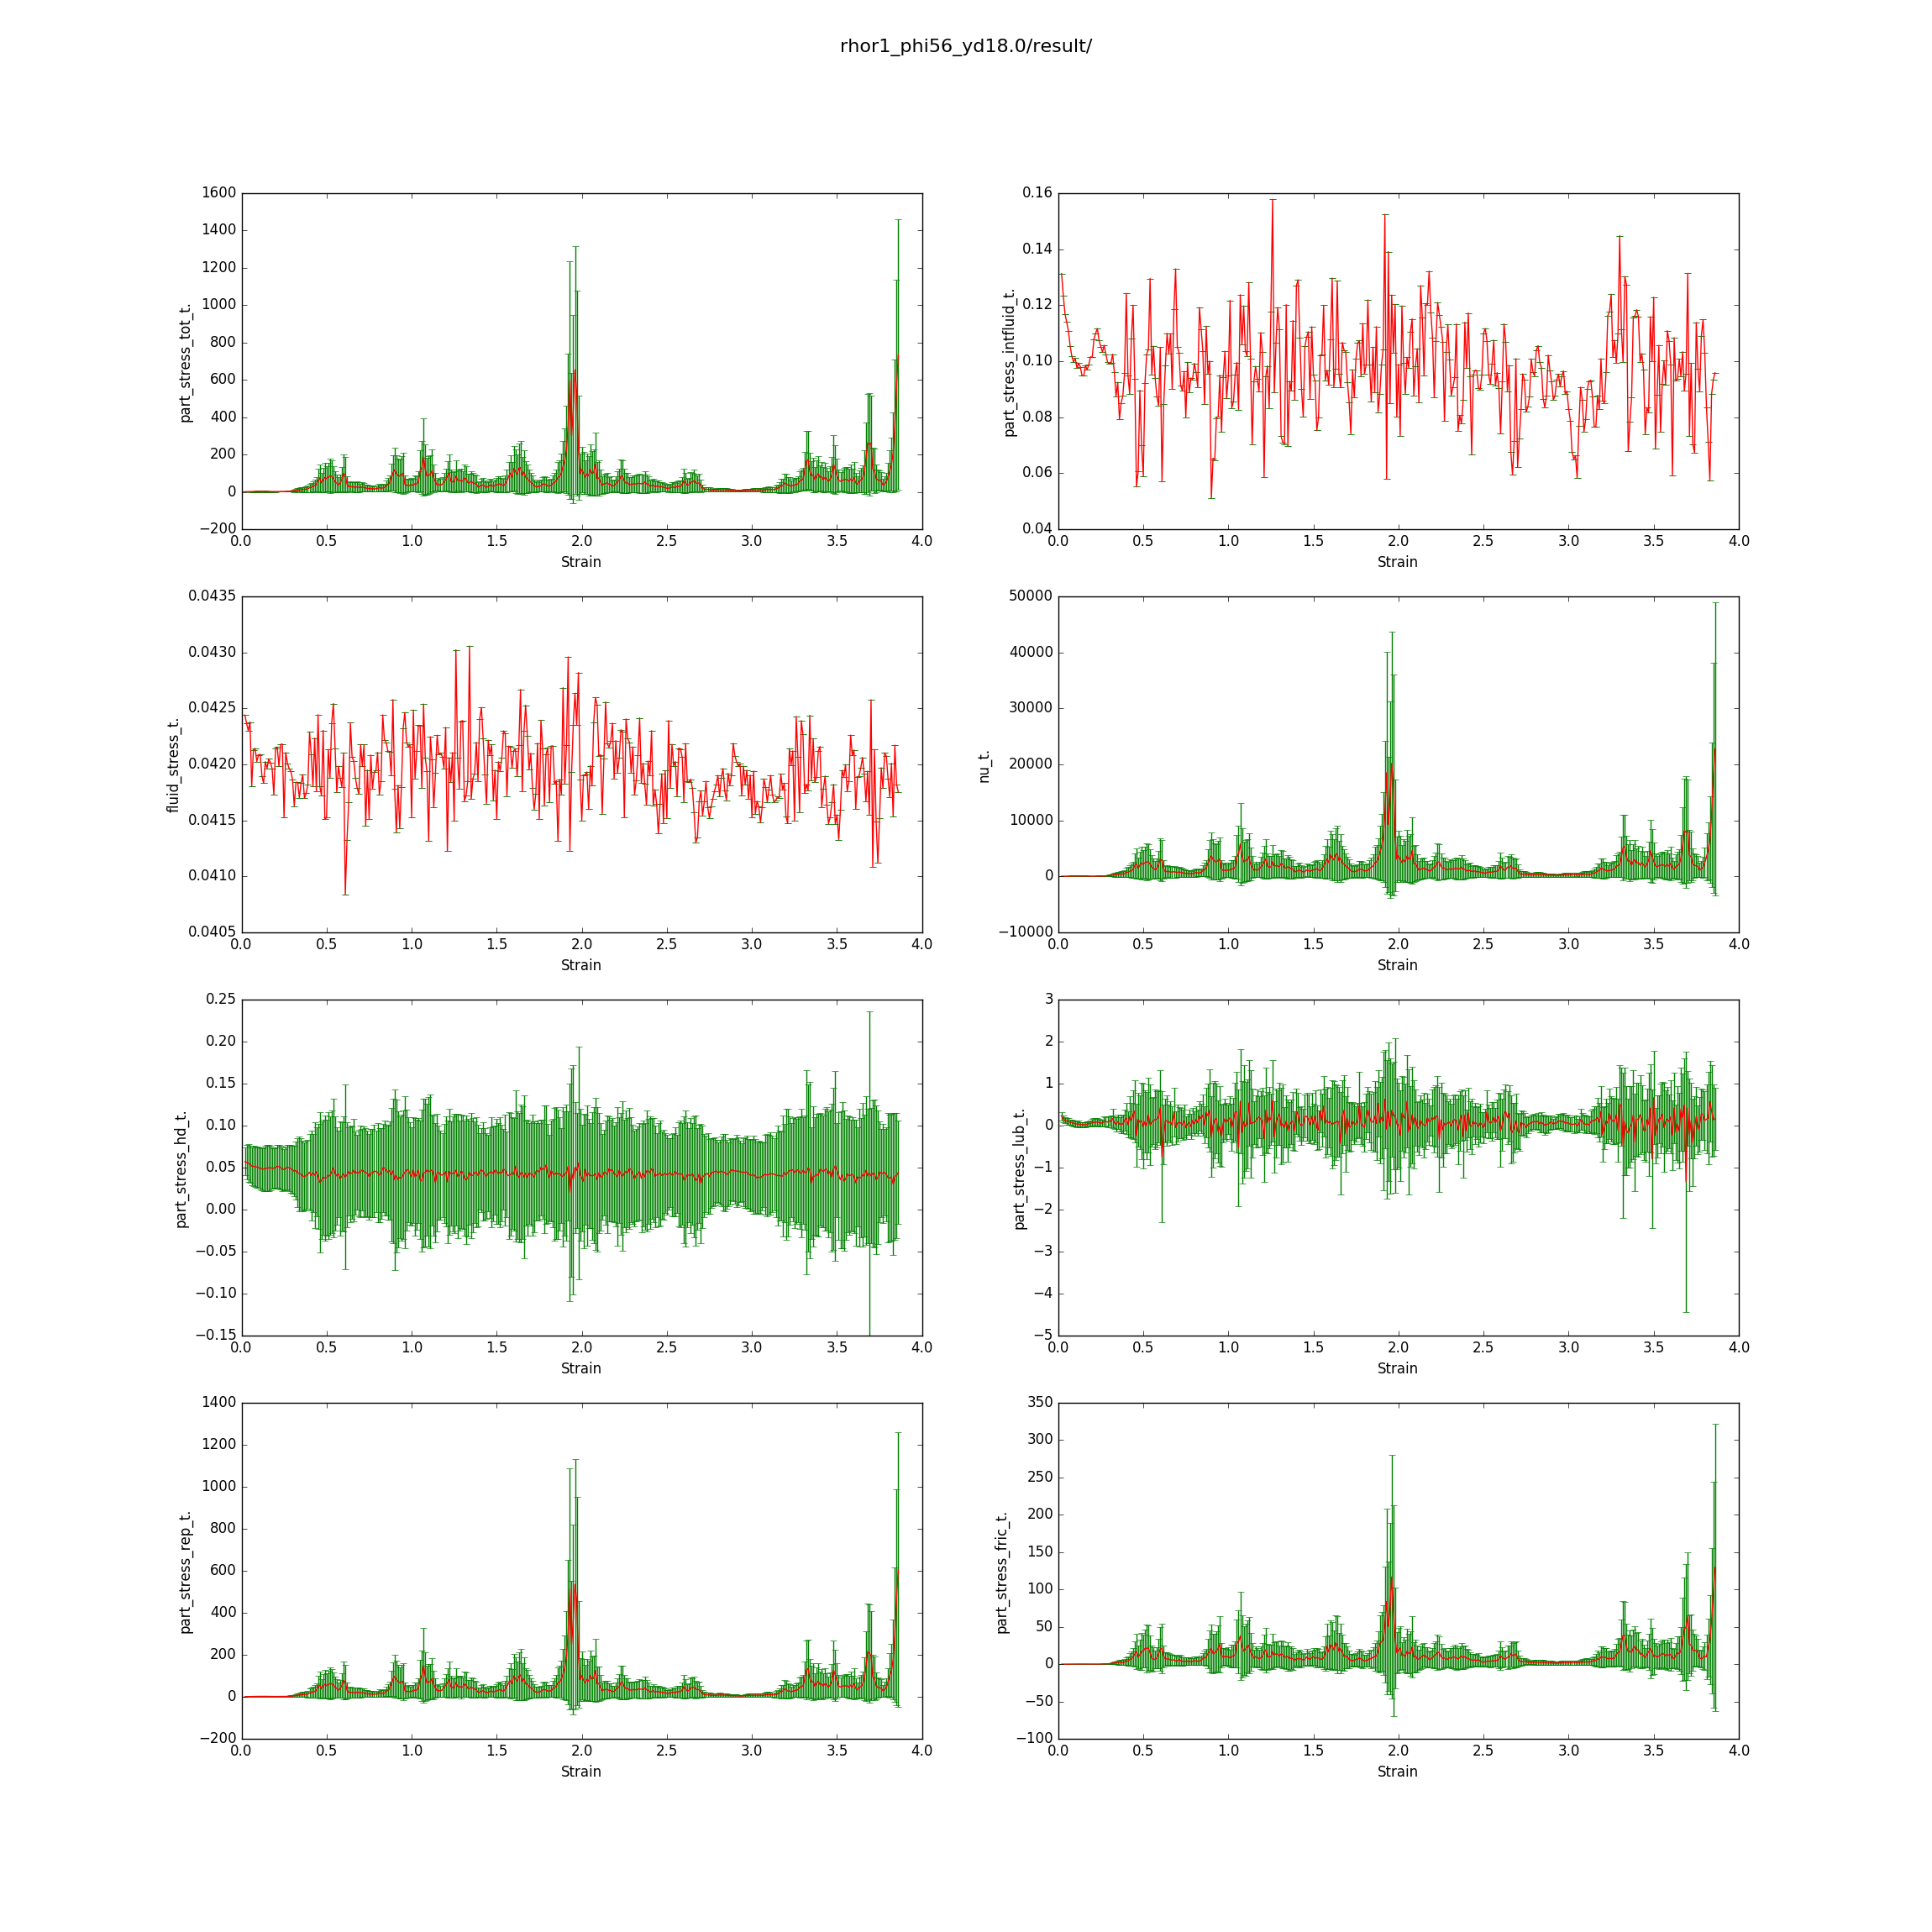 rhor1_phi56_yd18.0/result/
part_stress_tot_t.
1600
1400
1200
1000
800
600
400
200
0
−200
0.0 0.5 1.0 1.5 2.0 2.5 3.0 3.5 4.0
Strain
part_stress_intfluid_t.
0.16
0.14
0.12
0.10
0.08
0.06
0.04
0.0 0.5 1.0 1.5 2.0 2.5 3.0 3.5 4.0
Strain
fluid_stress_t.
0.0435
0.0430
0.0425
0.0420
0.0415
0.0410
0.0405
0.0 0.5 1.0 1.5 2.0 2.5 3.0 3.5 4.0
Strain
nu_t.
50000
40000
30000
20000
10000
0
−10000
0.0 0.5 1.0 1.5 2.0 2.5 3.0 3.5 4.0
Strain
part_stress_hd_t.
0.25
0.20
0.15
0.10
0.05
0.00
−0.05
−0.10
−0.15
0.0 0.5 1.0 1.5 2.0 2.5 3.0 3.5 4.0
Strain
part_stress_lub_t.
3
2
1
0
−1
−2
−3
−4
−5
0.0 0.5 1.0 1.5 2.0 2.5 3.0 3.5 4.0
Strain
part_stress_rep_t.
1400
1200
1000
800
600
400
200
0
−200
0.0 0.5 1.0 1.5 2.0 2.5 3.0 3.5 4.0
Strain
part_stress_fric_t.
350
300
250
200
150
100
50
0
−50
−100
0.0 0.5 1.0 1.5 2.0 2.5 3.0 3.5 4.0
Strain